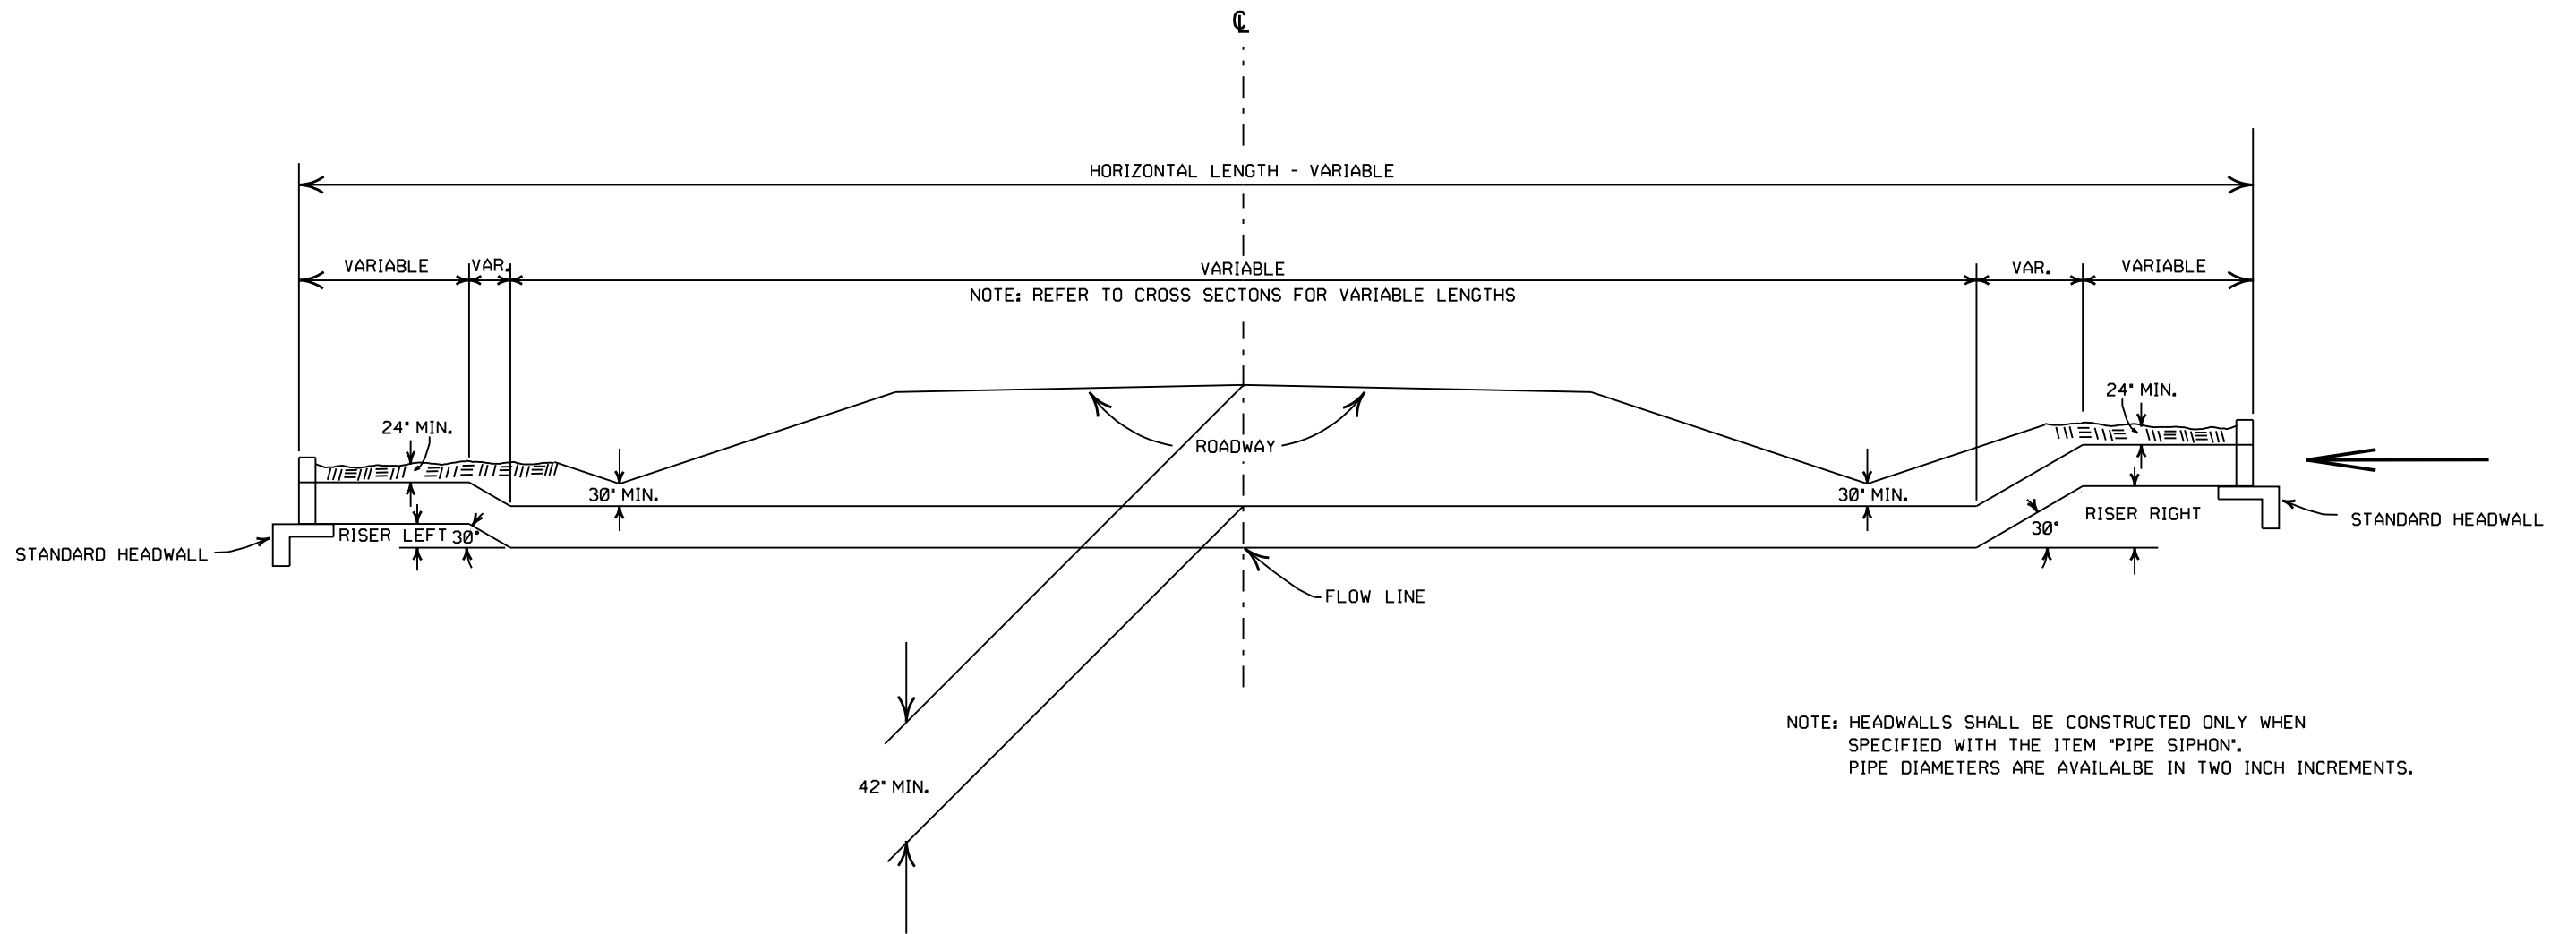 ℄
HORIZONTAL LENGTH - VARIABLE
VARIABLE
VAR.
VARIABLE
VAR.
VARIABLE
NOTE: REFER TO CROSS SECTONS FOR VARIABLE LENGTHS
24" MIN.
24" MIN.
ROADWAY
30" MIN.
30" MIN.
RISER LEFT
30°
RISER RIGHT
30°
STANDARD HEADWALL
STANDARD HEADWALL
FLOW LINE
42" MIN.
NOTE: HEADWALLS SHALL BE CONSTRUCTED ONLY WHEN
SPECIFIED WITH THE ITEM "PIPE SIPHON".
PIPE DIAMETERS ARE AVAILALBE IN TWO INCH INCREMENTS.